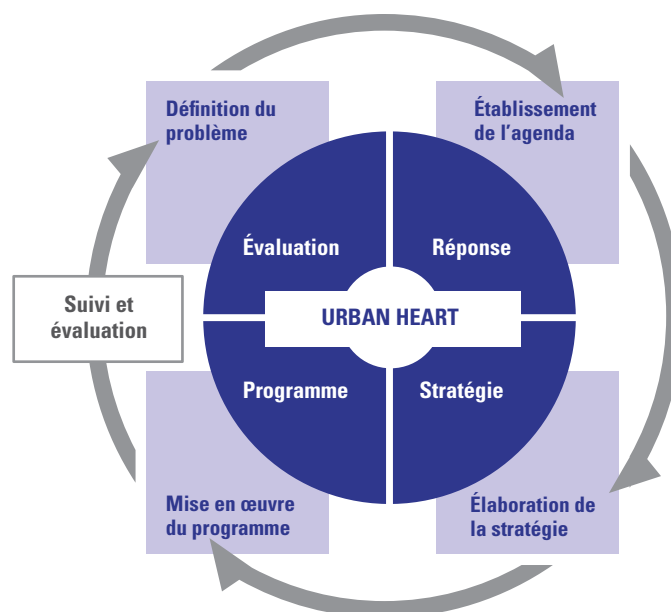 Définition du
problème
Établissement
de l'agenda
Évaluation
Réponse
Suivi et
évaluation
URBAN HEART
Programme
Stratégie
Mise en œuvre
du programme
Élaboration de
la stratégie